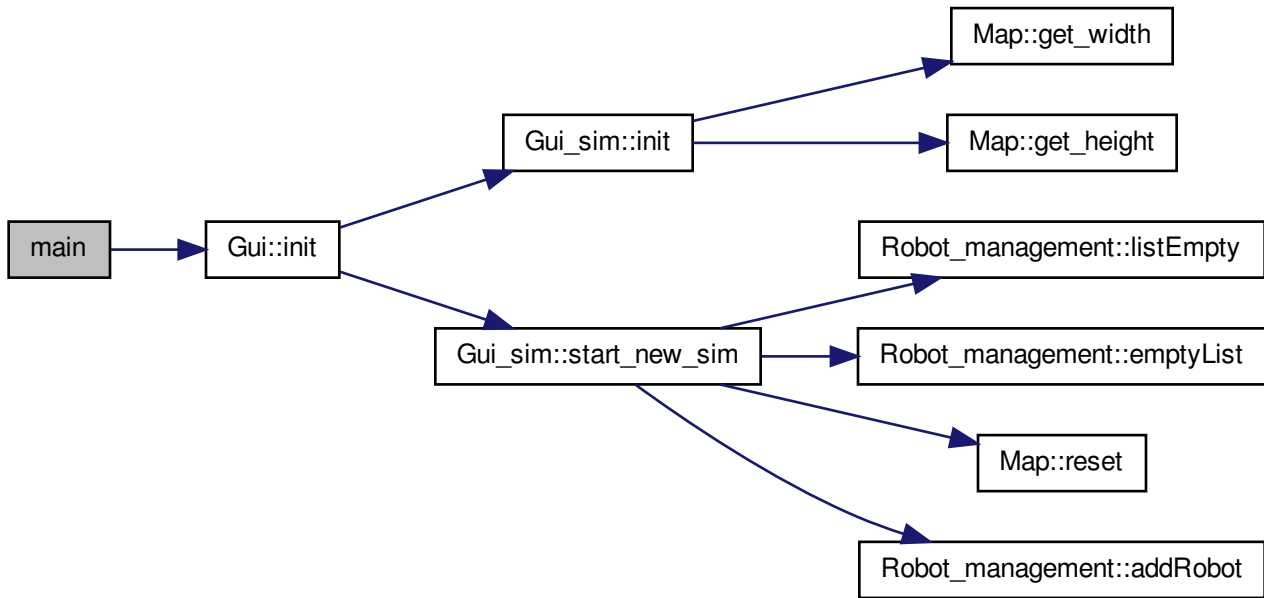 Map::get_width
Gui_sim::init
Map::get_height
main
Gui::init
Robot_management::listEmpty
Gui_sim::start_new_sim
Robot_management::emptyList
Map::reset
Robot_management::addRobot